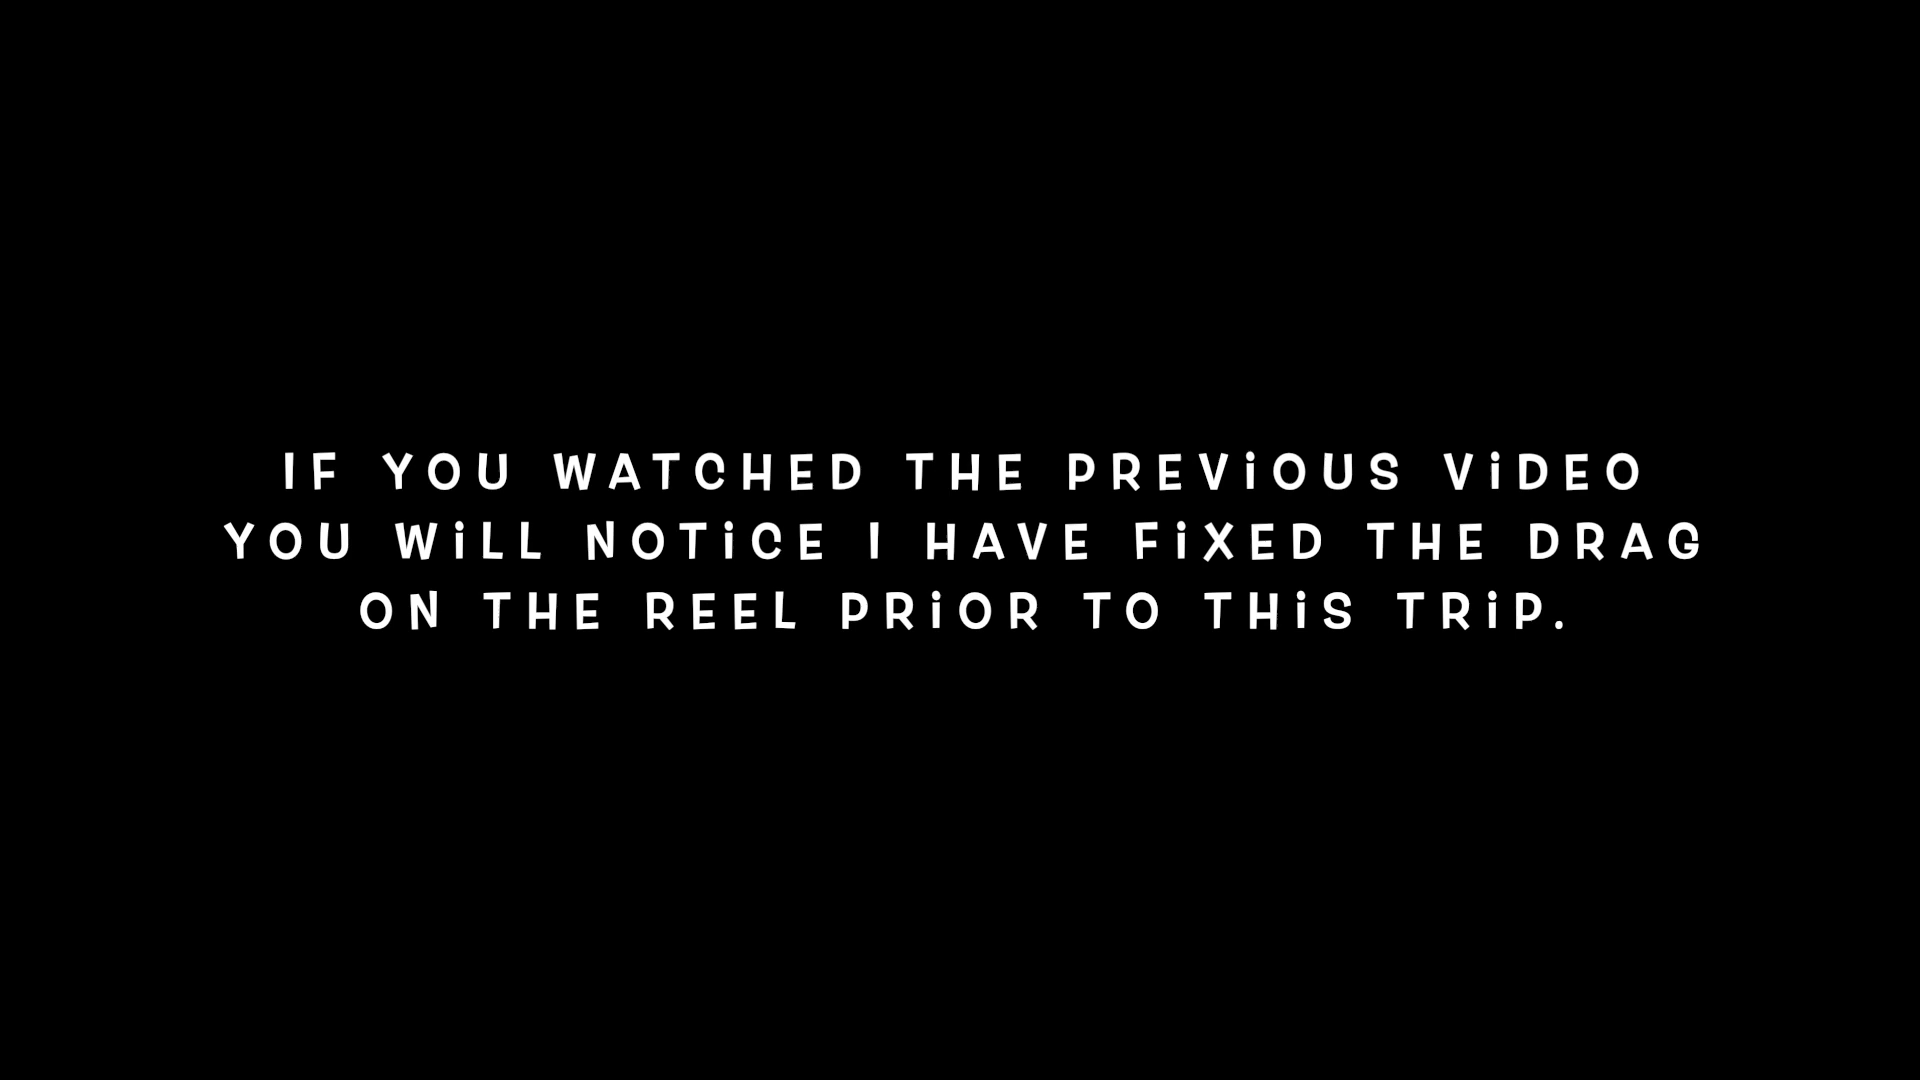 IF YOU WATCHED THE PREViOUS ViDEO
YOU WiLL NOTiCE I HAVE FiXED THE DRAG
ON THE REEL PRiOR TO THiS TRiP.